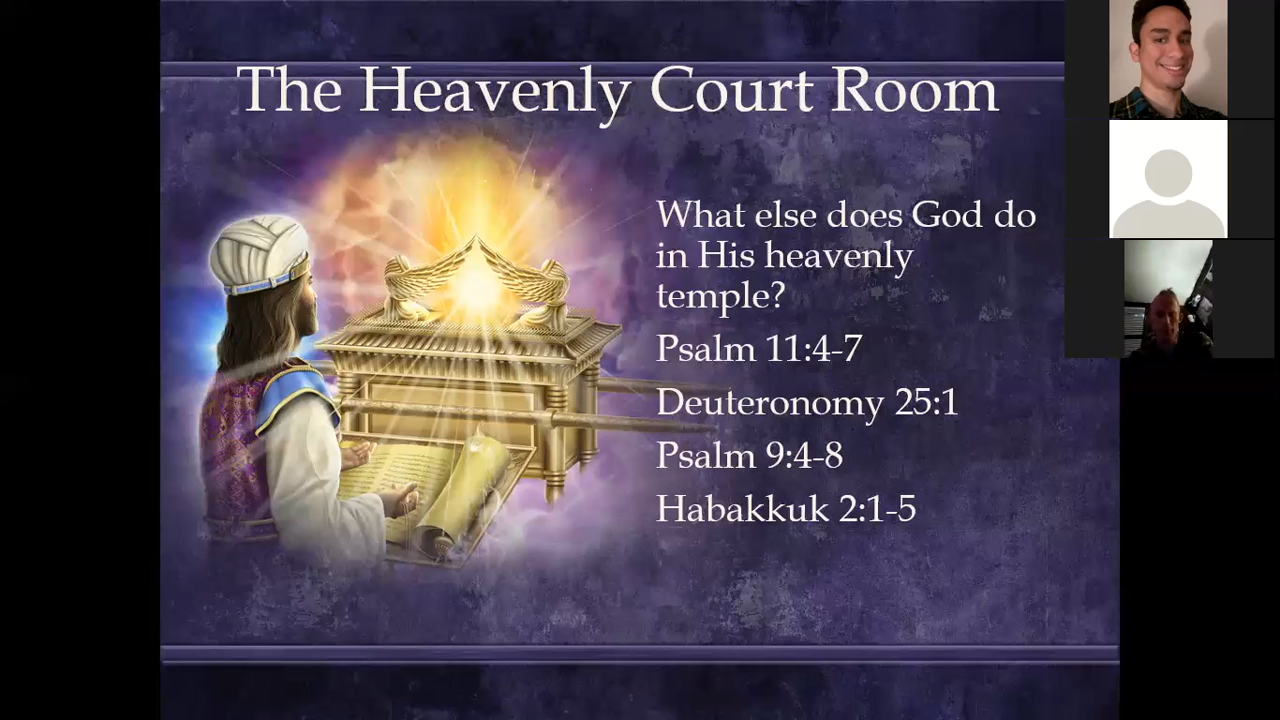 The Heavenly Court Room
What else does God do
in His heavenly
temple?
Psalm 11:4-7
Deuteronomy 25:1
Psalm 9:4-8
Habakkuk 2:1-5